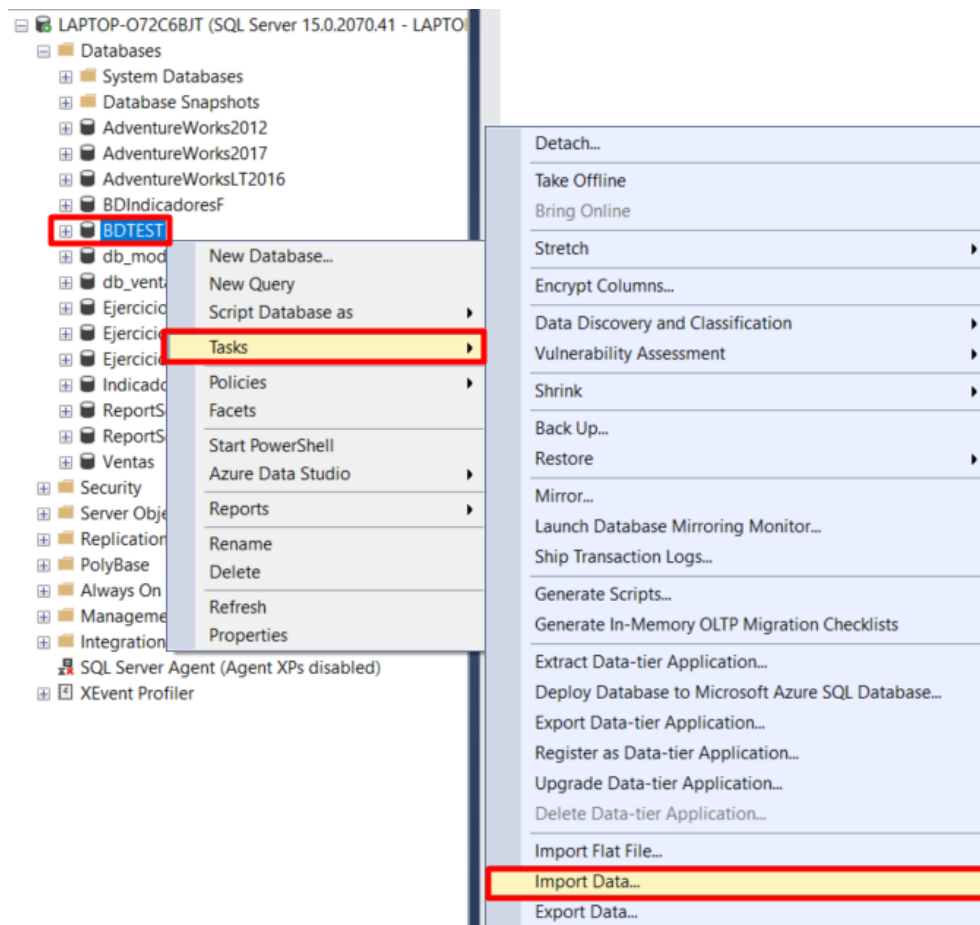 LAPTOP-O72C6BJT (SQL Server 15.0.2070.41 - LAPTO
Databases
System Databases
Database Snapshots
AdventureWorks2012
AdventureWorks2017
AdventureWorksLT2016
BDIndicadoresF
BDTEST
db_mod
db_venta
Ejercicio
Ejercicio
Ejercicio
Indicado
ReportSe
ReportSe
Ventas
Security
Server Obje
Replication
PolyBase
Always On
Manageme
Integration
SQL Server Agent (Agent XPs disabled)
XEvent Profiler
New Database...
New Query
Script Database as
Tasks
Policies
Facets
Start PowerShell
Azure Data Studio
Reports
Rename
Delete
Refresh
Properties
Detach...
Take Offline
Bring Online
Stretch
Encrypt Columns...
Data Discovery and Classification
Vulnerability Assessment
Shrink
Back Up...
Restore
Mirror...
Launch Database Mirroring Monitor...
Ship Transaction Logs...
Generate Scripts...
Generate In-Memory OLTP Migration Checklists
Extract Data-tier Application...
Deploy Database to Microsoft Azure SQL Database...
Export Data-tier Application...
Register as Data-tier Application...
Upgrade Data-tier Application...
Delete Data-tier Application...
Import Flat File...
Import Data...
Export Data...